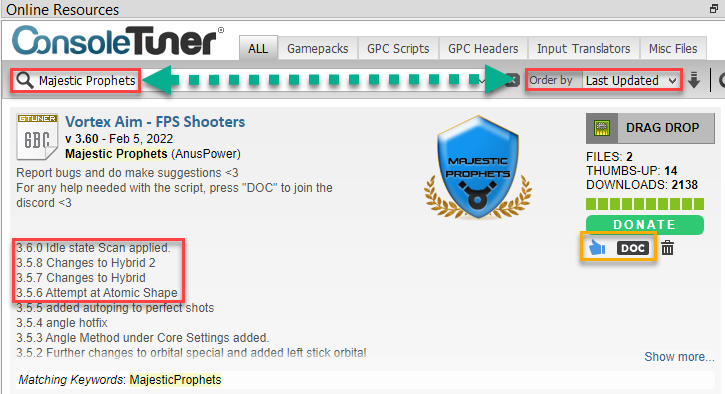 Online Resources
ConsoleTuner®
ALL Gamepacks GPC Scripts GPC Headers Input Translators Misc Files
Majestic Prophets Order by Last Updated
GTUNER
GBC
Vortex Aim - FPS Shooters
v 3.60 - Feb 5, 2022
Majestic Prophets (AnusPower)
Report bugs and do make suggestions <3
For any help needed with the script, press "DOC" to join the
discord <3
MAJESTIC
PROPHETS
DRAG DROP
FILES: 2
THUMBS-UP: 14
DOWNLOADS: 2138
DONATE
DOC
3.6.0 Idle state Scan applied.
3.5.8 Changes to Hybrid 2
3.5.7 Changes to Hybrid
3.5.6 Attempt at Atomic Shape
3.5.5 added autoping to perfect shots
3.5.4 angle hotfix
3.5.3 Angle Method under Core Settings added.
3.5.2 Further changes to orbital special and added left stick orbital
Show more...
Matching Keywords: MajesticProphets